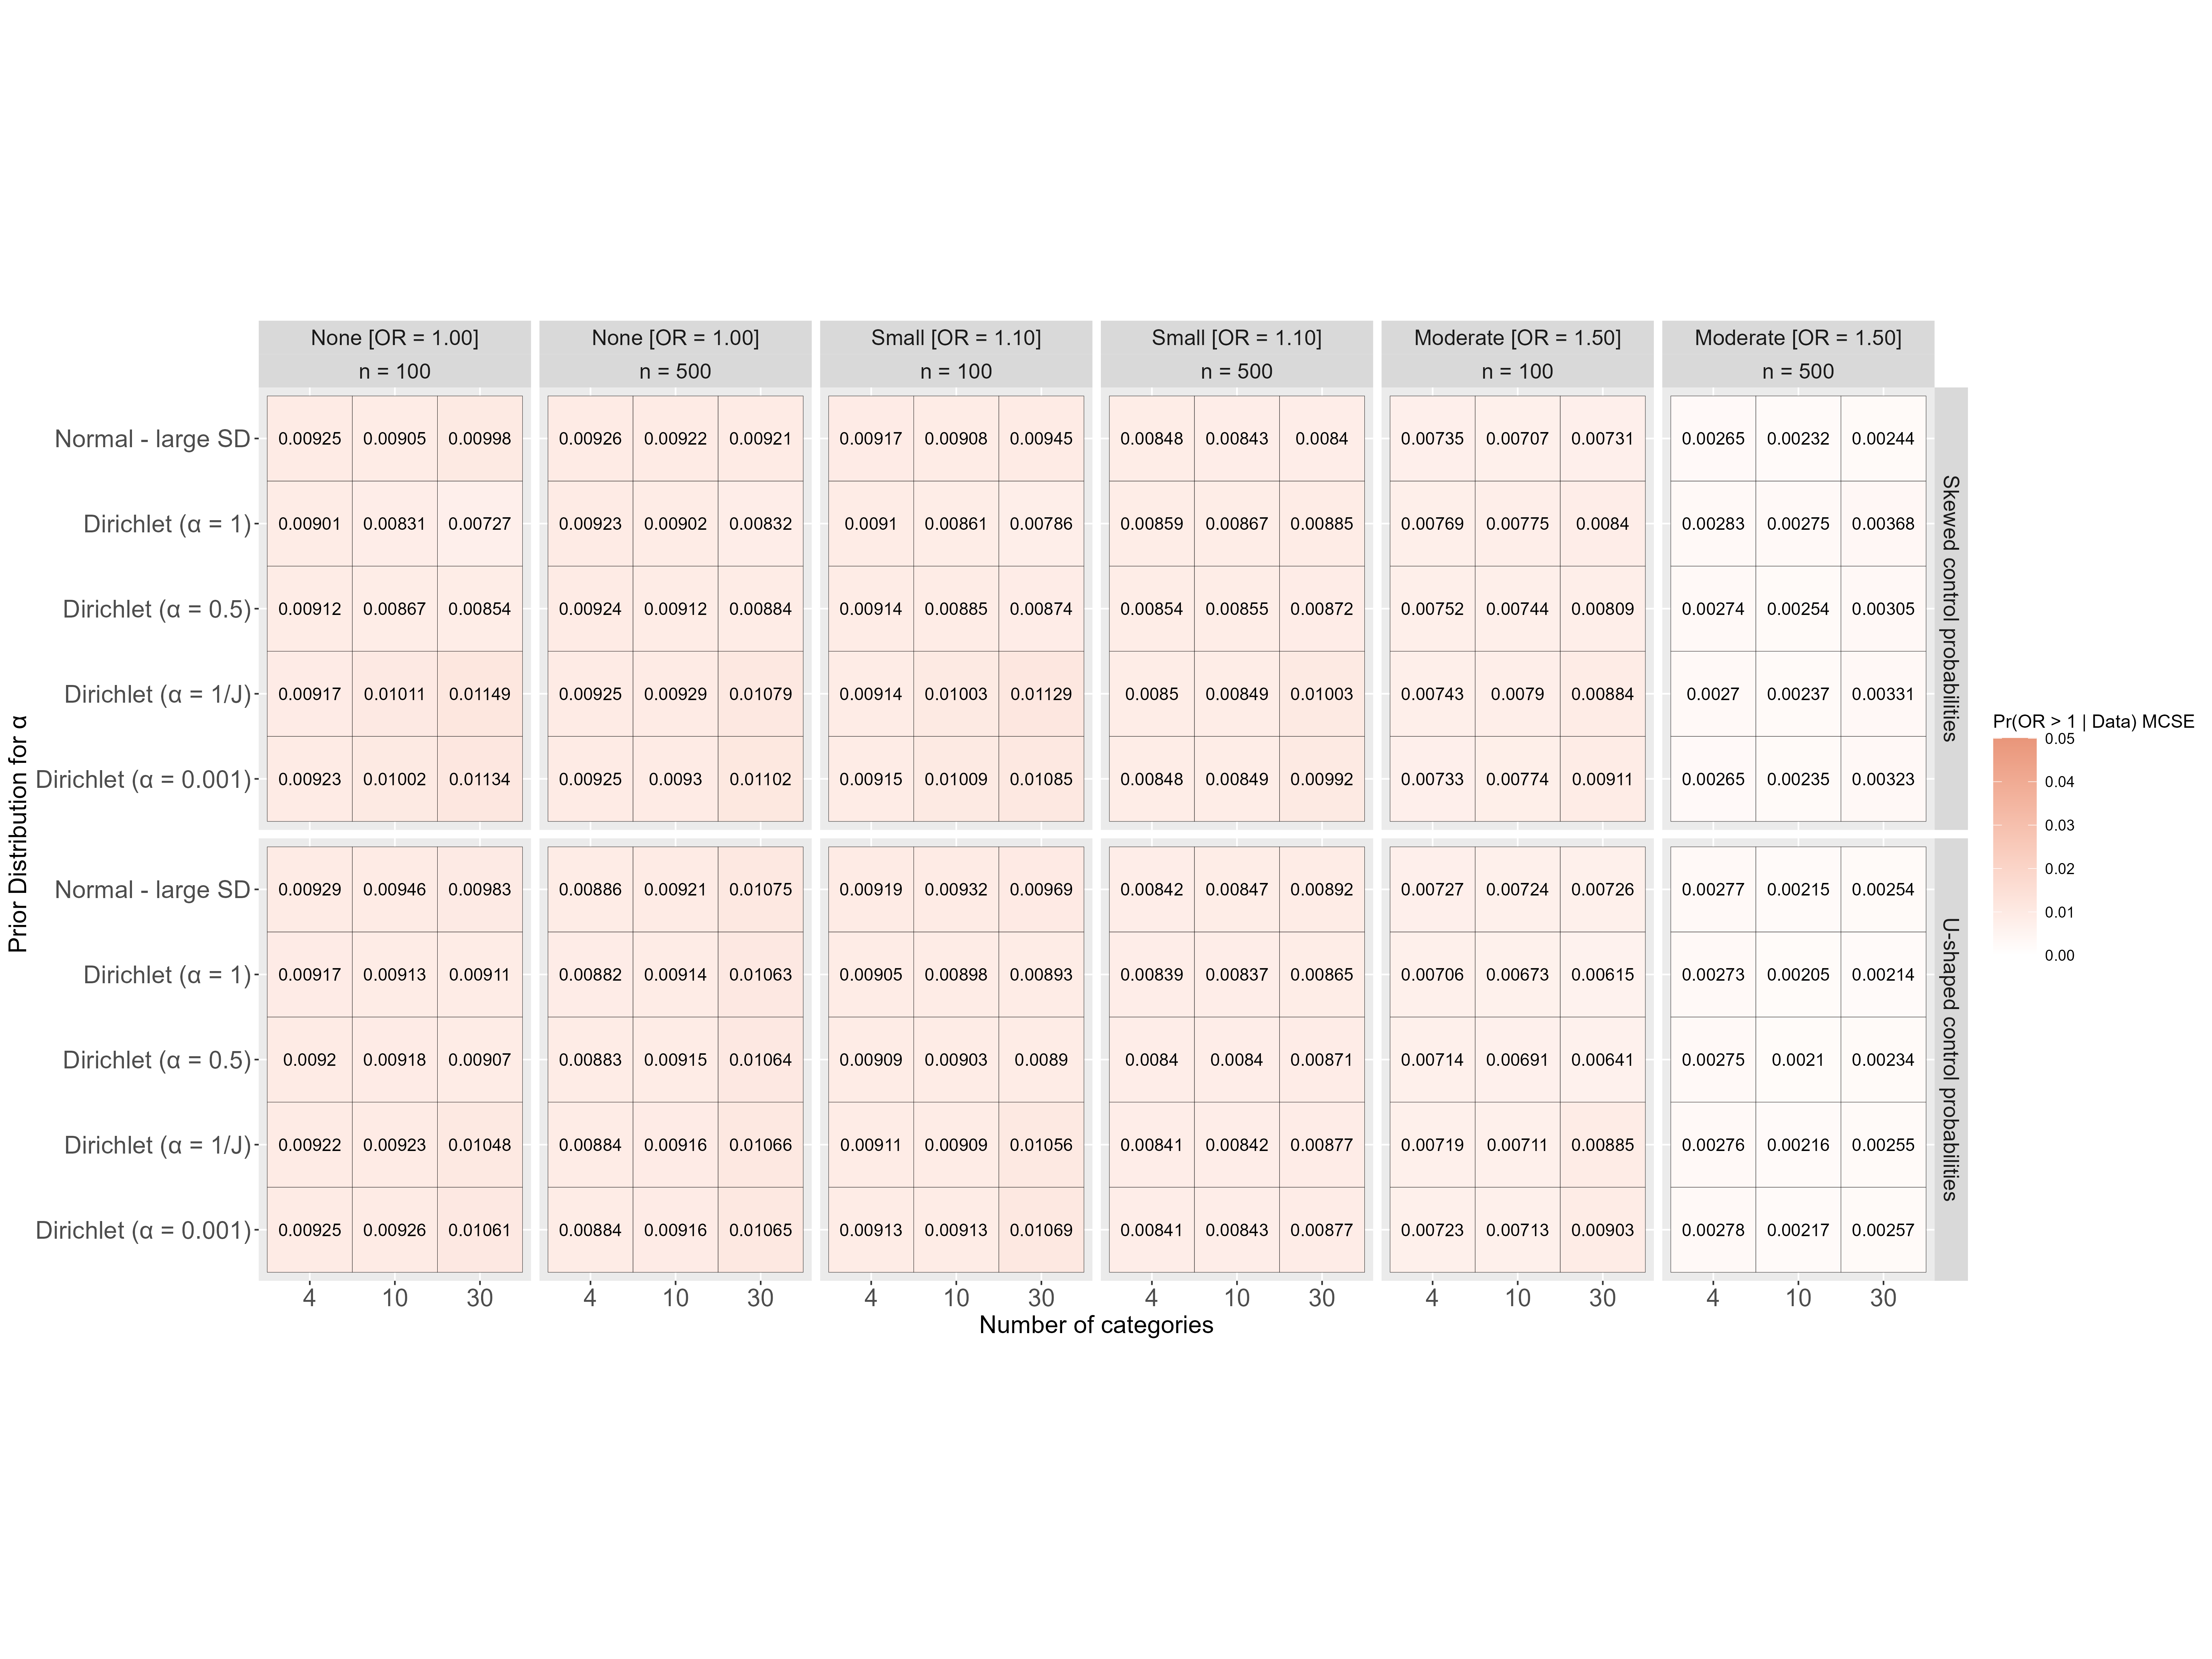 None [OR = 1.00] None [OR = 1.00] Small [OR = 1.10] Small [OR = 1.10] Moderate [OR = 1.50] Moderate [OR = 1.50]
n = 100 n = 500 n = 100 n = 500 n = 100 n = 500
Normal - large SD 0.00925 0.00905 0.00998 0.00926 0.00922 0.00921 0.00917 0.00908 0.00945 0.00848 0.00843 0.0084 0.00735 0.00707 0.00731 0.00265 0.00232 0.00244
Dirichlet (α = 1) 0.00901 0.00831 0.00727 0.00923 0.00902 0.00832 0.0091 0.00861 0.00786 0.00859 0.00867 0.00885 0.00769 0.00775 0.0084 0.00283 0.00275 0.00368
Dirichlet (α = 0.5) 0.00912 0.00867 0.00854 0.00924 0.00912 0.00884 0.00914 0.00885 0.00874 0.00854 0.00855 0.00872 0.00752 0.00744 0.00809 0.00274 0.00254 0.00305
Dirichlet (α = 1/J) 0.00917 0.01011 0.01149 0.00925 0.00929 0.01079 0.00914 0.01003 0.01129 0.0085 0.00849 0.01003 0.00743 0.0079 0.00884 0.0027 0.00237 0.00331
Dirichlet (α = 0.001) 0.00923 0.01002 0.01134 0.00925 0.0093 0.01102 0.00915 0.01009 0.01085 0.00848 0.00849 0.00992 0.00733 0.00774 0.00911 0.00265 0.00235 0.00323
Skewed control probabilities
Normal - large SD 0.00929 0.00946 0.00983 0.00886 0.00921 0.01075 0.00919 0.00932 0.00969 0.00842 0.00847 0.00892 0.00727 0.00724 0.00726 0.00277 0.00215 0.00254
Dirichlet (α = 1) 0.00917 0.00913 0.00911 0.00882 0.00914 0.01063 0.00905 0.00898 0.00893 0.00839 0.00837 0.00865 0.00706 0.00673 0.00615 0.00273 0.00205 0.00214
Dirichlet (α = 0.5) 0.0092 0.00918 0.00907 0.00883 0.00915 0.01064 0.00909 0.00903 0.0089 0.0084 0.0084 0.00871 0.00714 0.00691 0.00641 0.00275 0.0021 0.00234
Dirichlet (α = 1/J) 0.00922 0.00923 0.01048 0.00884 0.00916 0.01066 0.00911 0.00909 0.01056 0.00841 0.00842 0.00877 0.00719 0.00711 0.00885 0.00276 0.00216 0.00255
Dirichlet (α = 0.001) 0.00925 0.00926 0.01061 0.00884 0.00916 0.01065 0.00913 0.00913 0.01069 0.00841 0.00843 0.00877 0.00723 0.00713 0.00903 0.00278 0.00217 0.00257
U-shaped control probabilities
4 10 30 4 10 30 4 10 30 4 10 30 4 10 30 4 10 30
Number of categories
Prior Distribution for α
Pr(OR > 1 | Data) MCSE
0.05
0.04
0.03
0.02
0.01
0.00